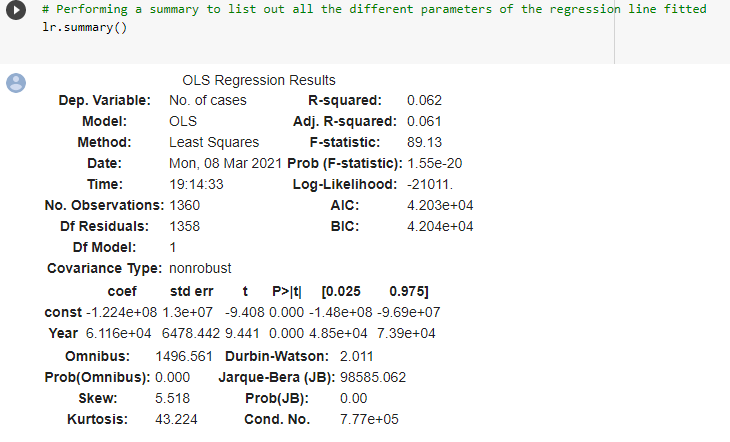 # Performing a summary to list out all the different parameters of the regression line fitted
lr.summary()
OLS Regression Results
Dep. Variable: No. of cases R-squared: 0.062
Model: OLS Adj. R-squared: 0.061
Method: Least Squares F-statistic: 89.13
Date: Mon, 08 Mar 2021 Prob (F-statistic): 1.55e-20
Time: 19:14:33 Log-Likelihood: -21011.
No. Observations: 1360 AIC: 4.203e+04
Df Residuals: 1358 BIC: 4.204e+04
Df Model: 1
Covariance Type: nonrobust
coef std err t P>|t| [0.025 0.975]
const -1.224e+08 1.3e+07 -9.408 0.000 -1.48e+08 -9.69e+07
Year 6.116e+04 6478.442 9.441 0.000 4.85e+04 7.39e+04
Omnibus: 1496.561 Durbin-Watson: 2.011
Prob(Omnibus): 0.000 Jarque-Bera (JB): 98585.062
Skew: 5.518 Prob(JB): 0.00
Kurtosis: 43.224 Cond. No. 7.77e+05